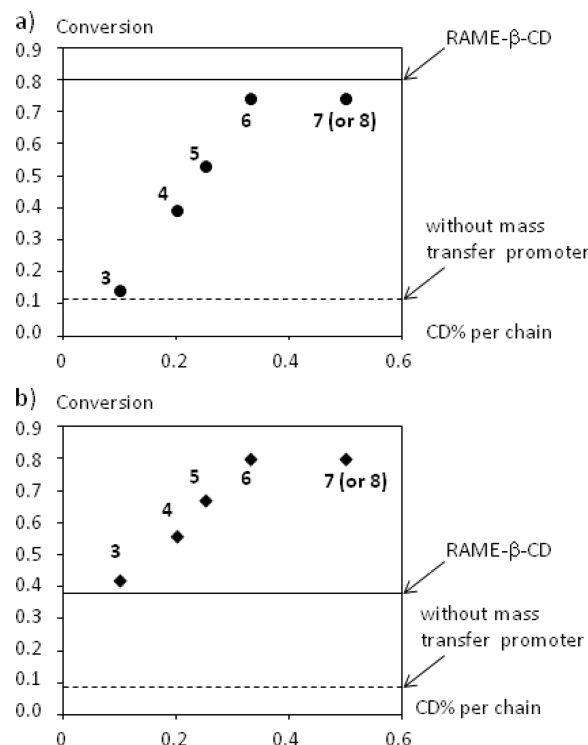 a)
Conversion
0.9
0.8
0.7
0.6
0.5
0.4
0.3
0.2
0.1
0.0
3
4
5
6
7 (or 8)
RAME-β-CD
without mass
transfer promoter
CD% per chain
0
0.2
0.4
0.6
b)
Conversion
0.9
0.8
0.7
0.6
0.5
0.4
0.3
0.2
0.1
0.0
3
4
5
6
7 (or 8)
RAME-β-CD
without mass
transfer promoter
CD% per chain
0
0.2
0.4
0.6